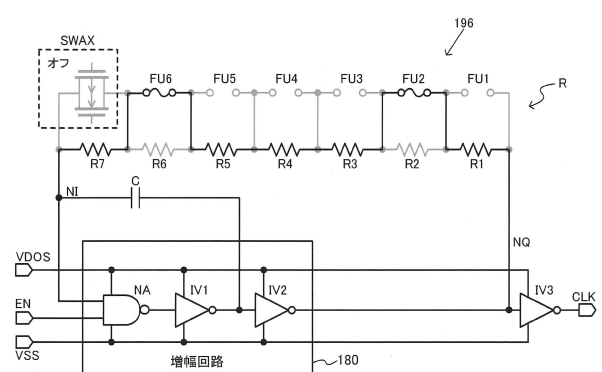 196
SWAX
オフ
FU6 FU5 FU4 FU3 FU2 FU1
R
R7 R6 R5 R4 R3 R2 R1
NI
C
NQ
VDOS
NA IV1 IV2 IV3
CLK
EN
VSS
増幅回路
180